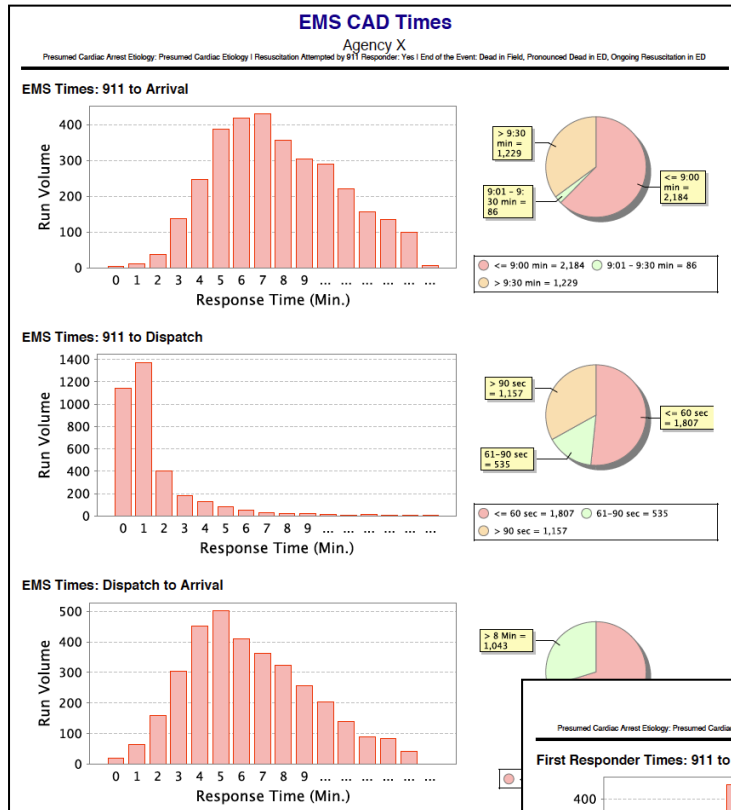 EMS CAD Times
Agency X
Presumed Cardiac Arrest Etiology: Presumed Cardiac Etiology | Resuscitation Attempted by 911 Responder: Yes | End of the Event: Dead in Field, Pronounced Dead in ED, Ongoing Resuscitation in ED
EMS Times: 911 to Arrival
Run Volume
400
300
200
100
0
0 1 2 3 4 5 6 7 8 9 ... ... ... ... ... ...
Response Time (Min.)
> 9:30
min =
1,229
9:01 - 9:
30 min =
86
<= 9:00
min =
2,184
<= 9:00 min = 2,184 9:01 - 9:30 min = 86
> 9:30 min = 1,229
EMS Times: 911 to Dispatch
Run Volume
1400
1200
1000
800
600
400
200
0
0 1 2 3 4 5 6 7 8 9 ... ... ... ... ... ...
Response Time (Min.)
> 90 sec
= 1,157
61-90 sec
= 535
<= 60 sec
= 1,807
<= 60 sec = 1,807 61-90 sec = 535
> 90 sec = 1,157
EMS Times: Dispatch to Arrival
Run Volume
500
400
300
200
100
0
0 1 2 3 4 5 6 7 8 9 ... ... ... ... ... ...
Response Time (Min.)
> 8 Min =
1,043
Presumed Cardiac Arrest Etiology: Presumed Cardia
First Responder Times: 911 to
400